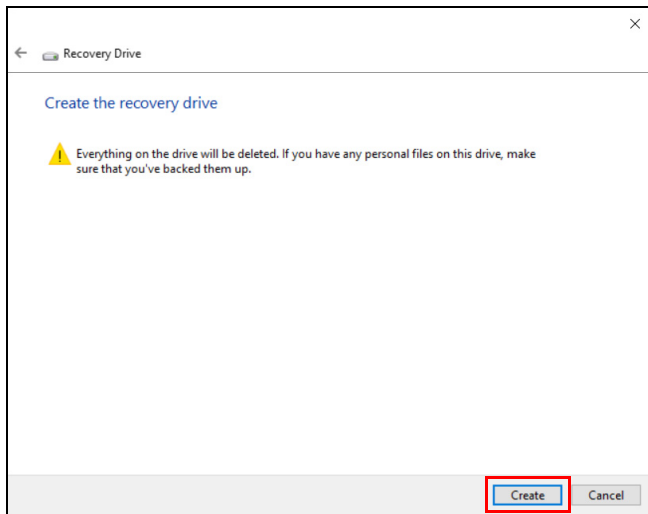 Recovery Drive
Create the recovery drive
Everything on the drive will be deleted. If you have any personal files on this drive, make
sure that you've backed them up.
Create Cancel